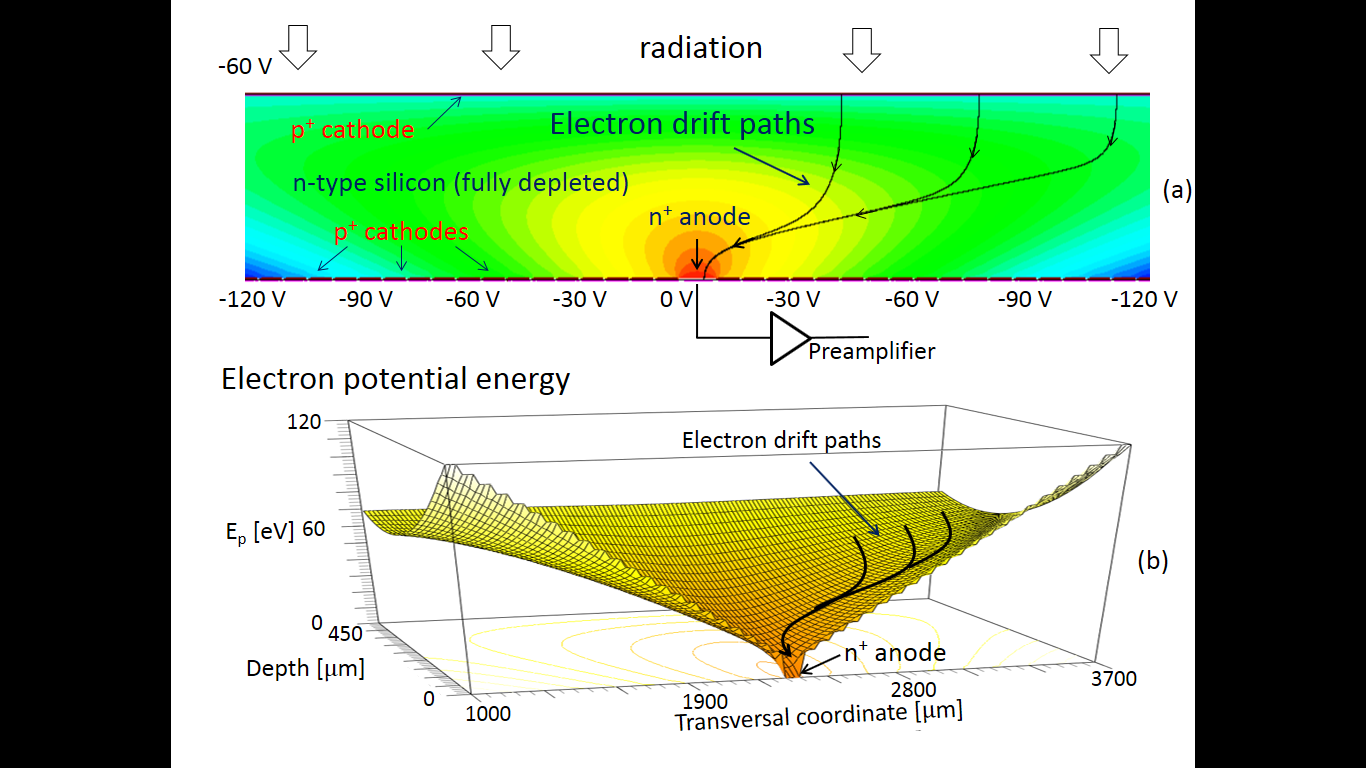 radiation
-60 V
p+ cathode
Electron drift paths
n-type silicon (fully depleted)
(a)
n+ anode
p+ cathodes
-120 V -90 V -60 V -30 V 0 V -30 V -60 V -90 V -120 V
Preamplifier
Electron potential energy
120
Electron drift paths
Ep [eV] 60
(b)
0
450
n+ anode
Depth [μm]
0
1000
1900
2800
3700
Transversal coordinate [μm]